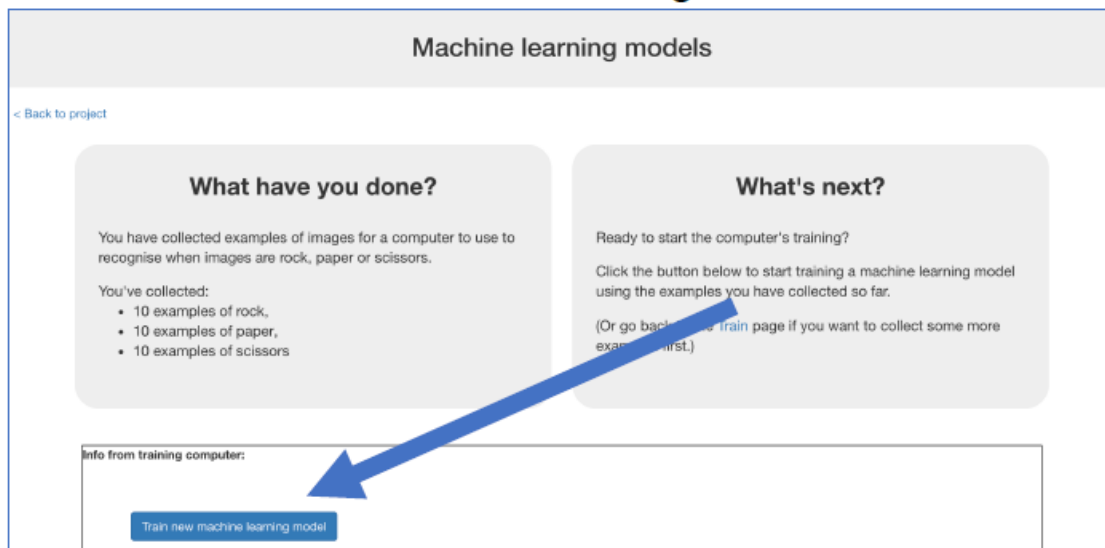 Machine learning models
< Back to project
What have you done?
You have collected examples of images for a computer to use to
recognise when images are rock, paper or scissors.
You've collected:
• 10 examples of rock,
• 10 examples of paper,
• 10 examples of scissors
What's next?
Ready to start the computer's training?
Click the button below to start training a machine learning model
using the examples you have collected so far.
(Or go back Train page if you want to collect some more
first.)
Info from training computer:
Train new machine learning model